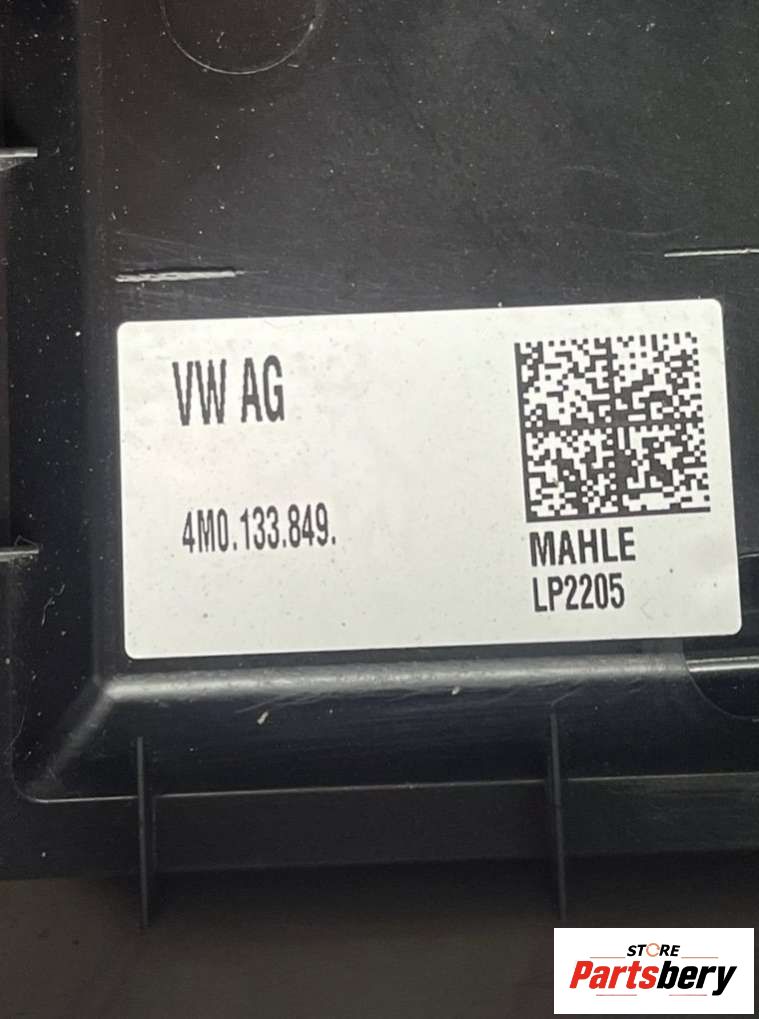 VW AG
4M0.133.849.
MAHLE
LP2205
STORE
Partsbery